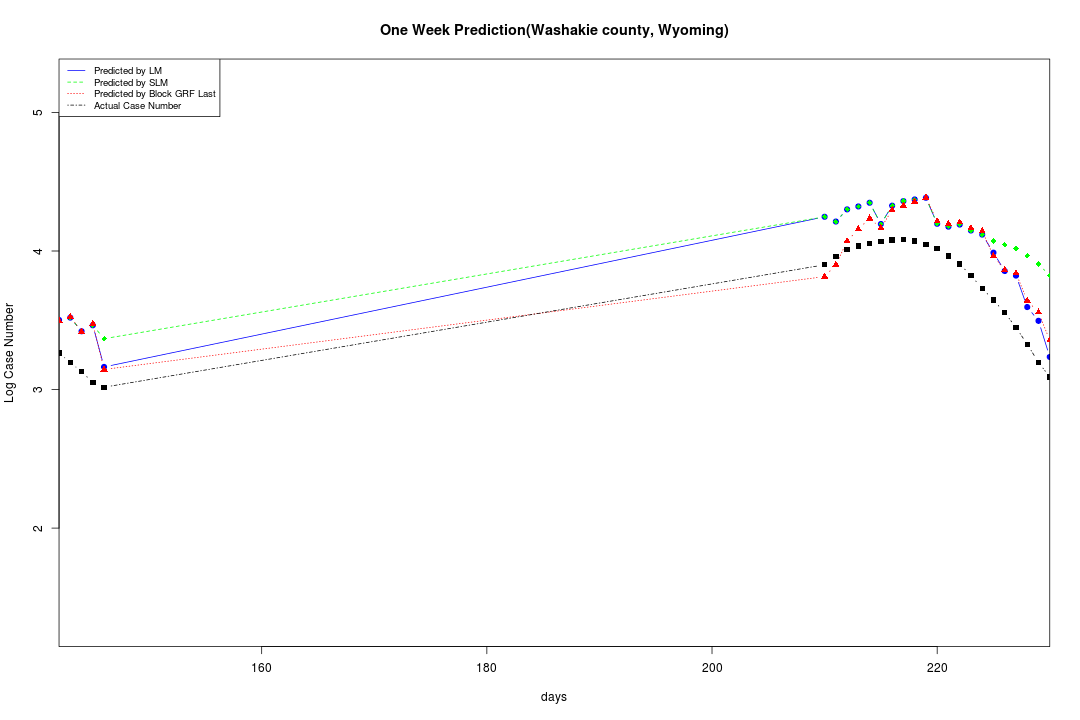 One Week Prediction(Washakie county, Wyoming)
Predicted by LM
Predicted by SLM
Predicted by Block GRF Last
Actual Case Number
5
4
3
2
Log Case Number
160 180 200 220
days